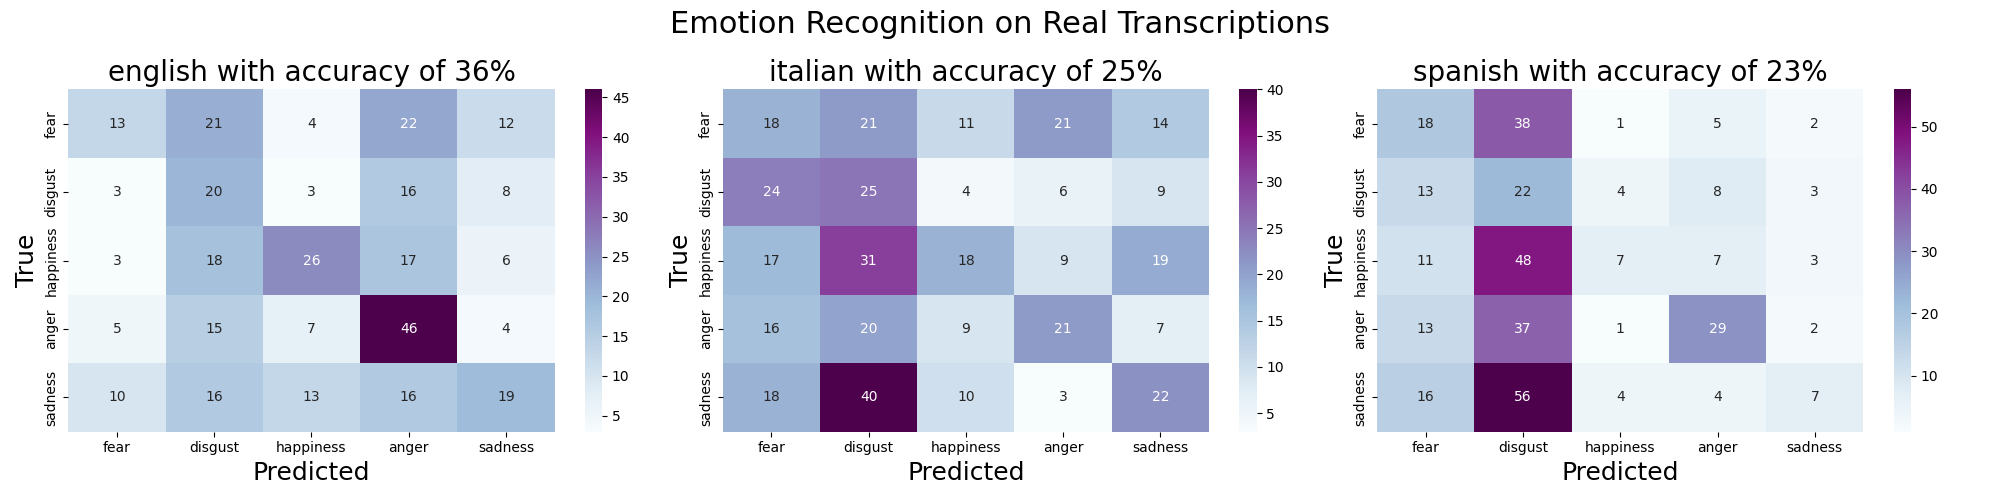 Emotion Recognition on Real Transcriptions
english with accuracy of 36%
True
fear 13 21 4 22 12
disgust 3 20 3 16 8
happiness 3 18 26 17 6
anger 5 15 7 46 4
sadness 10 16 13 16 19
fear disgust happiness anger sadness
Predicted
45
40
35
30
25
20
15
10
5
italian with accuracy of 25%
True
fear 18 21 11 21 14
disgust 24 25 4 6 9
happiness 17 31 18 9 19
anger 16 20 9 21 7
sadness 18 40 10 3 22
fear disgust happiness anger sadness
Predicted
40
35
30
25
20
15
10
5
spanish with accuracy of 23%
True
fear 18 38 1 5 2
disgust 13 22 4 8 3
happiness 11 48 7 7 3
anger 13 37 1 29 2
sadness 16 56 4 4 7
fear disgust happiness anger sadness
Predicted
50
40
30
20
10